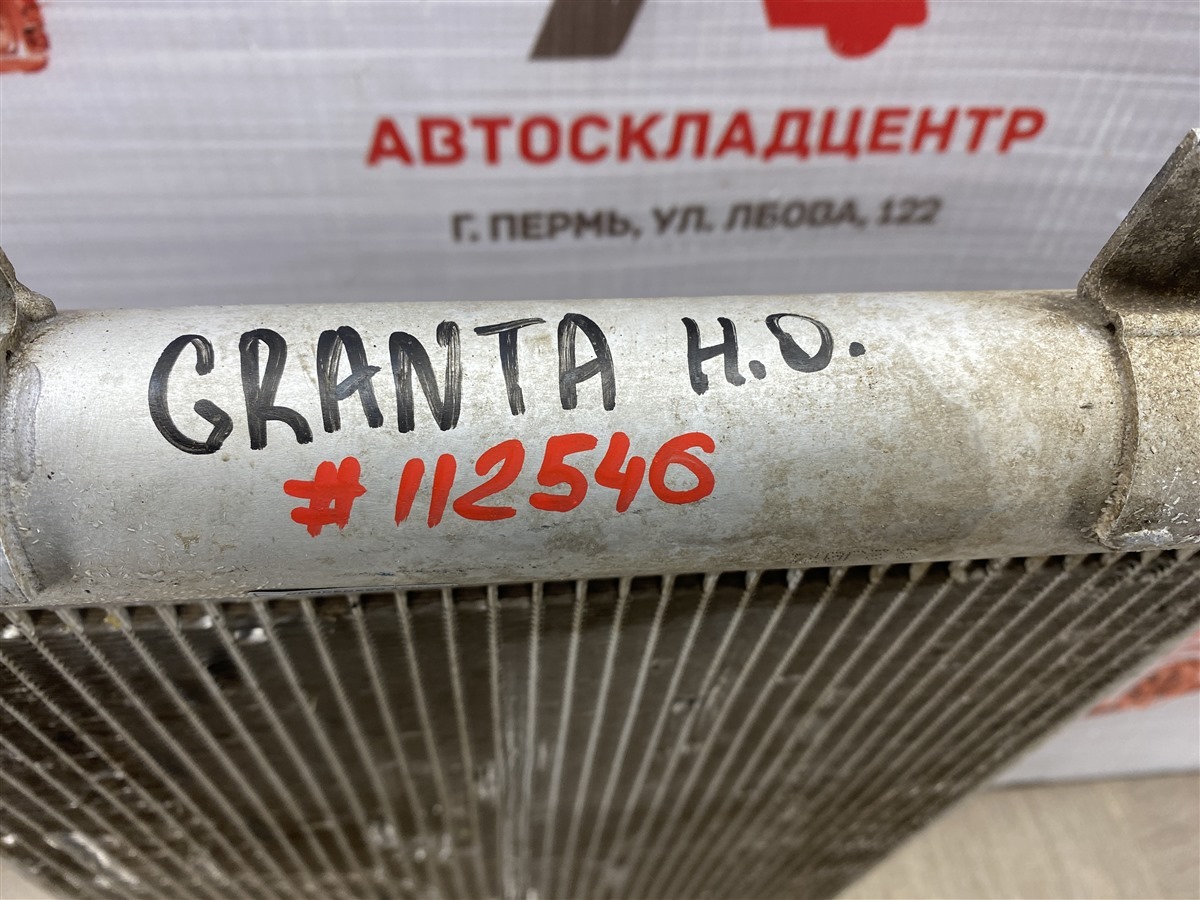 АВТОСКЛАДЦЕНТР
Г. ПЕРМЬ, УЛ. ЛБОВА, 122
GRANTA Н.О.
#112546